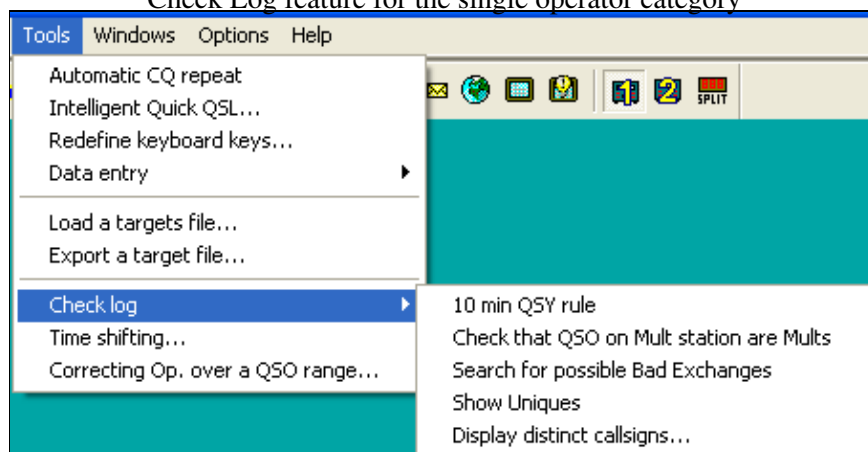 Check Log feature for the single operator category
Tools Windows Options Help
Automatic CQ repeat
Intelligent Quick QSL...
Redefine keyboard keys...
Data entry
Load a targets file...
Export a target file...
Check log
Time shifting...
Correcting Op. over a QSO range...
1 2 SPLIT
10 min QSY rule
Check that QSO on Mult station are Mults
Search for possible Bad Exchanges
Show Uniques
Display distinct callsigns...